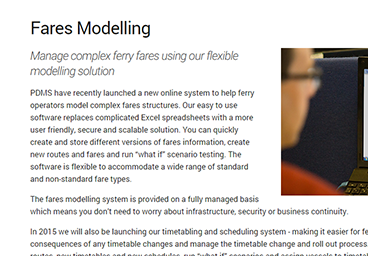 Fares Modelling
Manage complex ferry fares using our flexible
modelling solution
PDMS have recently launched a new online system to help ferry
operators model complex fares structures. Our easy to use
software replaces complicated Excel spreadsheets with a more
user friendly, secure and scalable solution. You can quickly
create and store different versions of fares information, create
new routes and fares and run “what if” scenario testing. The
software is flexible to accommodate a wide range of standard
and non-standard fare types.
The fares modelling system is provided on a fully managed basis
which means you don't need to worry about infrastructure, security or business continuity.
In 2015 we will also be launching our timetabling and scheduling system - making it easier for
consequences of any timetable changes and manage the timetable change and roll out process
routes, new timetables and new schedules, run “what if” scenarios and assign vessels to